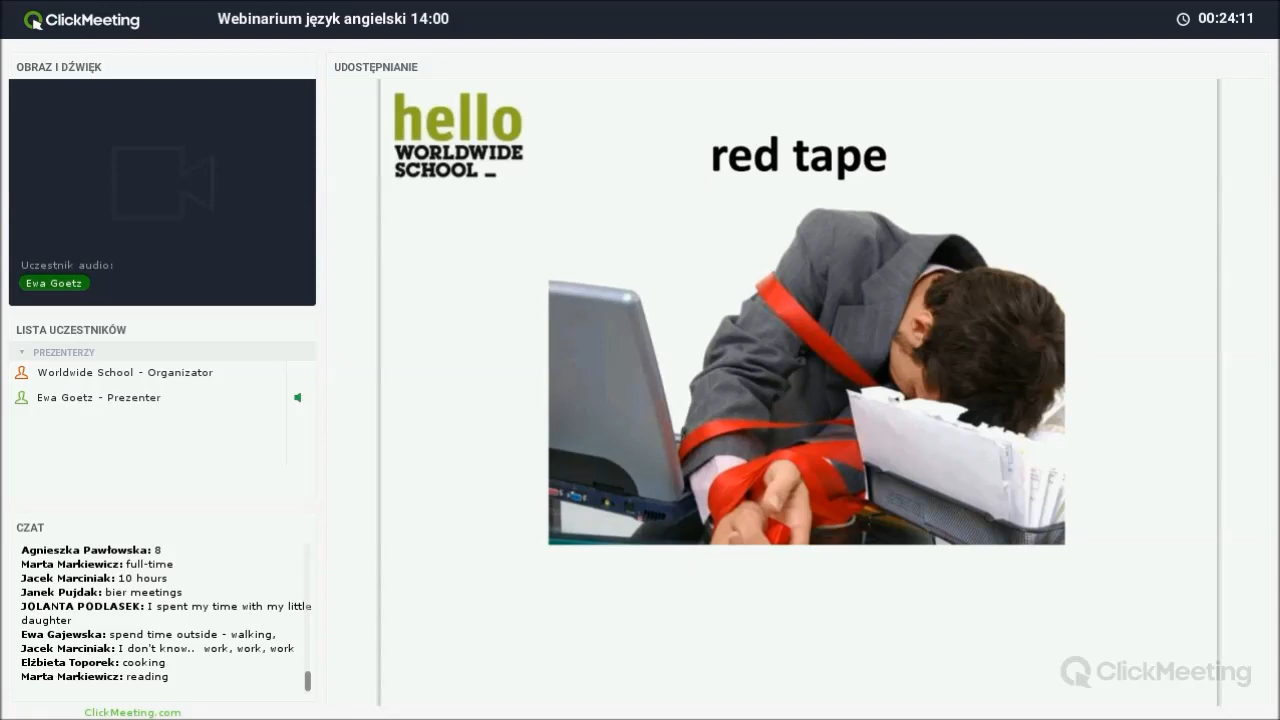 ClickMeeting
Webinarium język angielski 14:00
00:24:11
OBRAZ I DŹWIĘK
Uczestnik audio:
Ewa Goetz
LISTA UCZESTNIKÓW
PREZENTERZY
Worldwide School - Organizator
Ewa Goetz - Prezenter
CZAT
Agnieszka Pawłowska: 8
Marta Markiewicz: full-time
Jacek Marciniak: 10 hours
Janek Pujdak: bier meetings
JOLANTA PODLASEK: I spent my time with my little
daughter
Ewa Gajewska: spend time outside - walking,
Jacek Marciniak: I don't know.. work, work, work
Elżbieta Toporek: cooking
Marta Markiewicz: reading
ClickMeeting.com
UDOSTĘPNIANIE
hello
WORLDWIDE
SCHOOL _
red tape
ClickMeeting